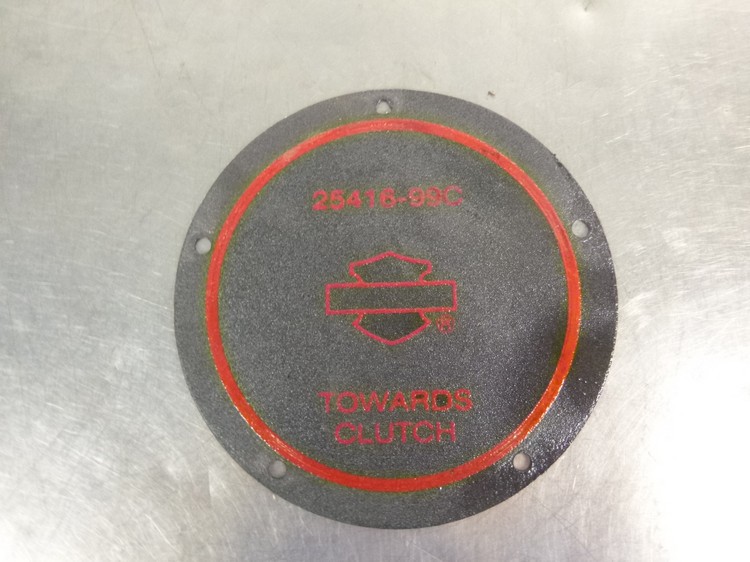 25416-99C
®
TOWARDS
CLUTCH